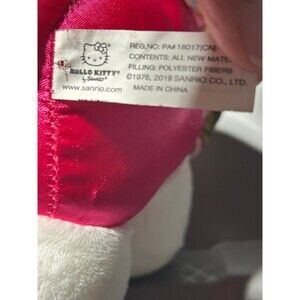 HELLO KITTY®
by SANRIO
www.sanrio.com
REG.NO: PA#18017(CN)
CONTENTS: ALL NEW MATE
FILLING: POLYESTER FIBERS
©1976, 2019 SANRIO CO., LTD.
MADE IN CHINA